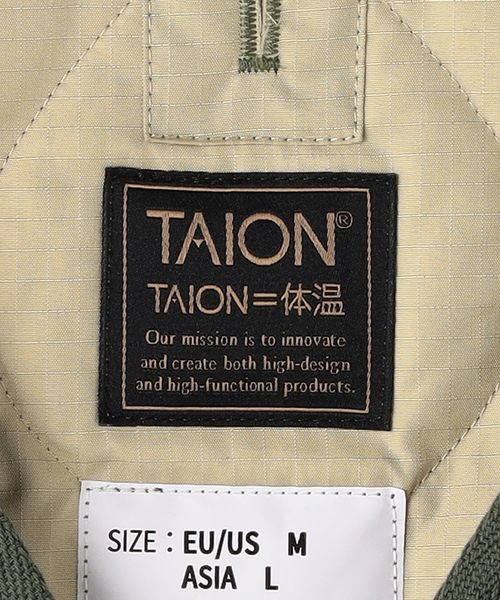 TAION®
TAION=体温
Our mission is to innovate
and create both high-design
and high-functional products.
SIZE : EU/US M
ASIA L